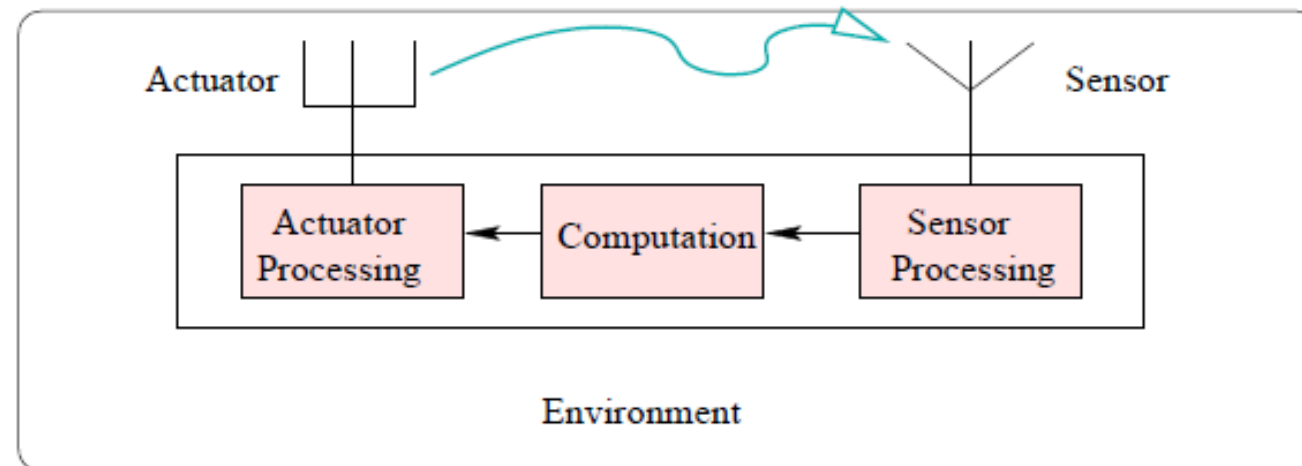 Actuator
Sensor
Actuator
Processing
Computation
Sensor
Processing
Environment